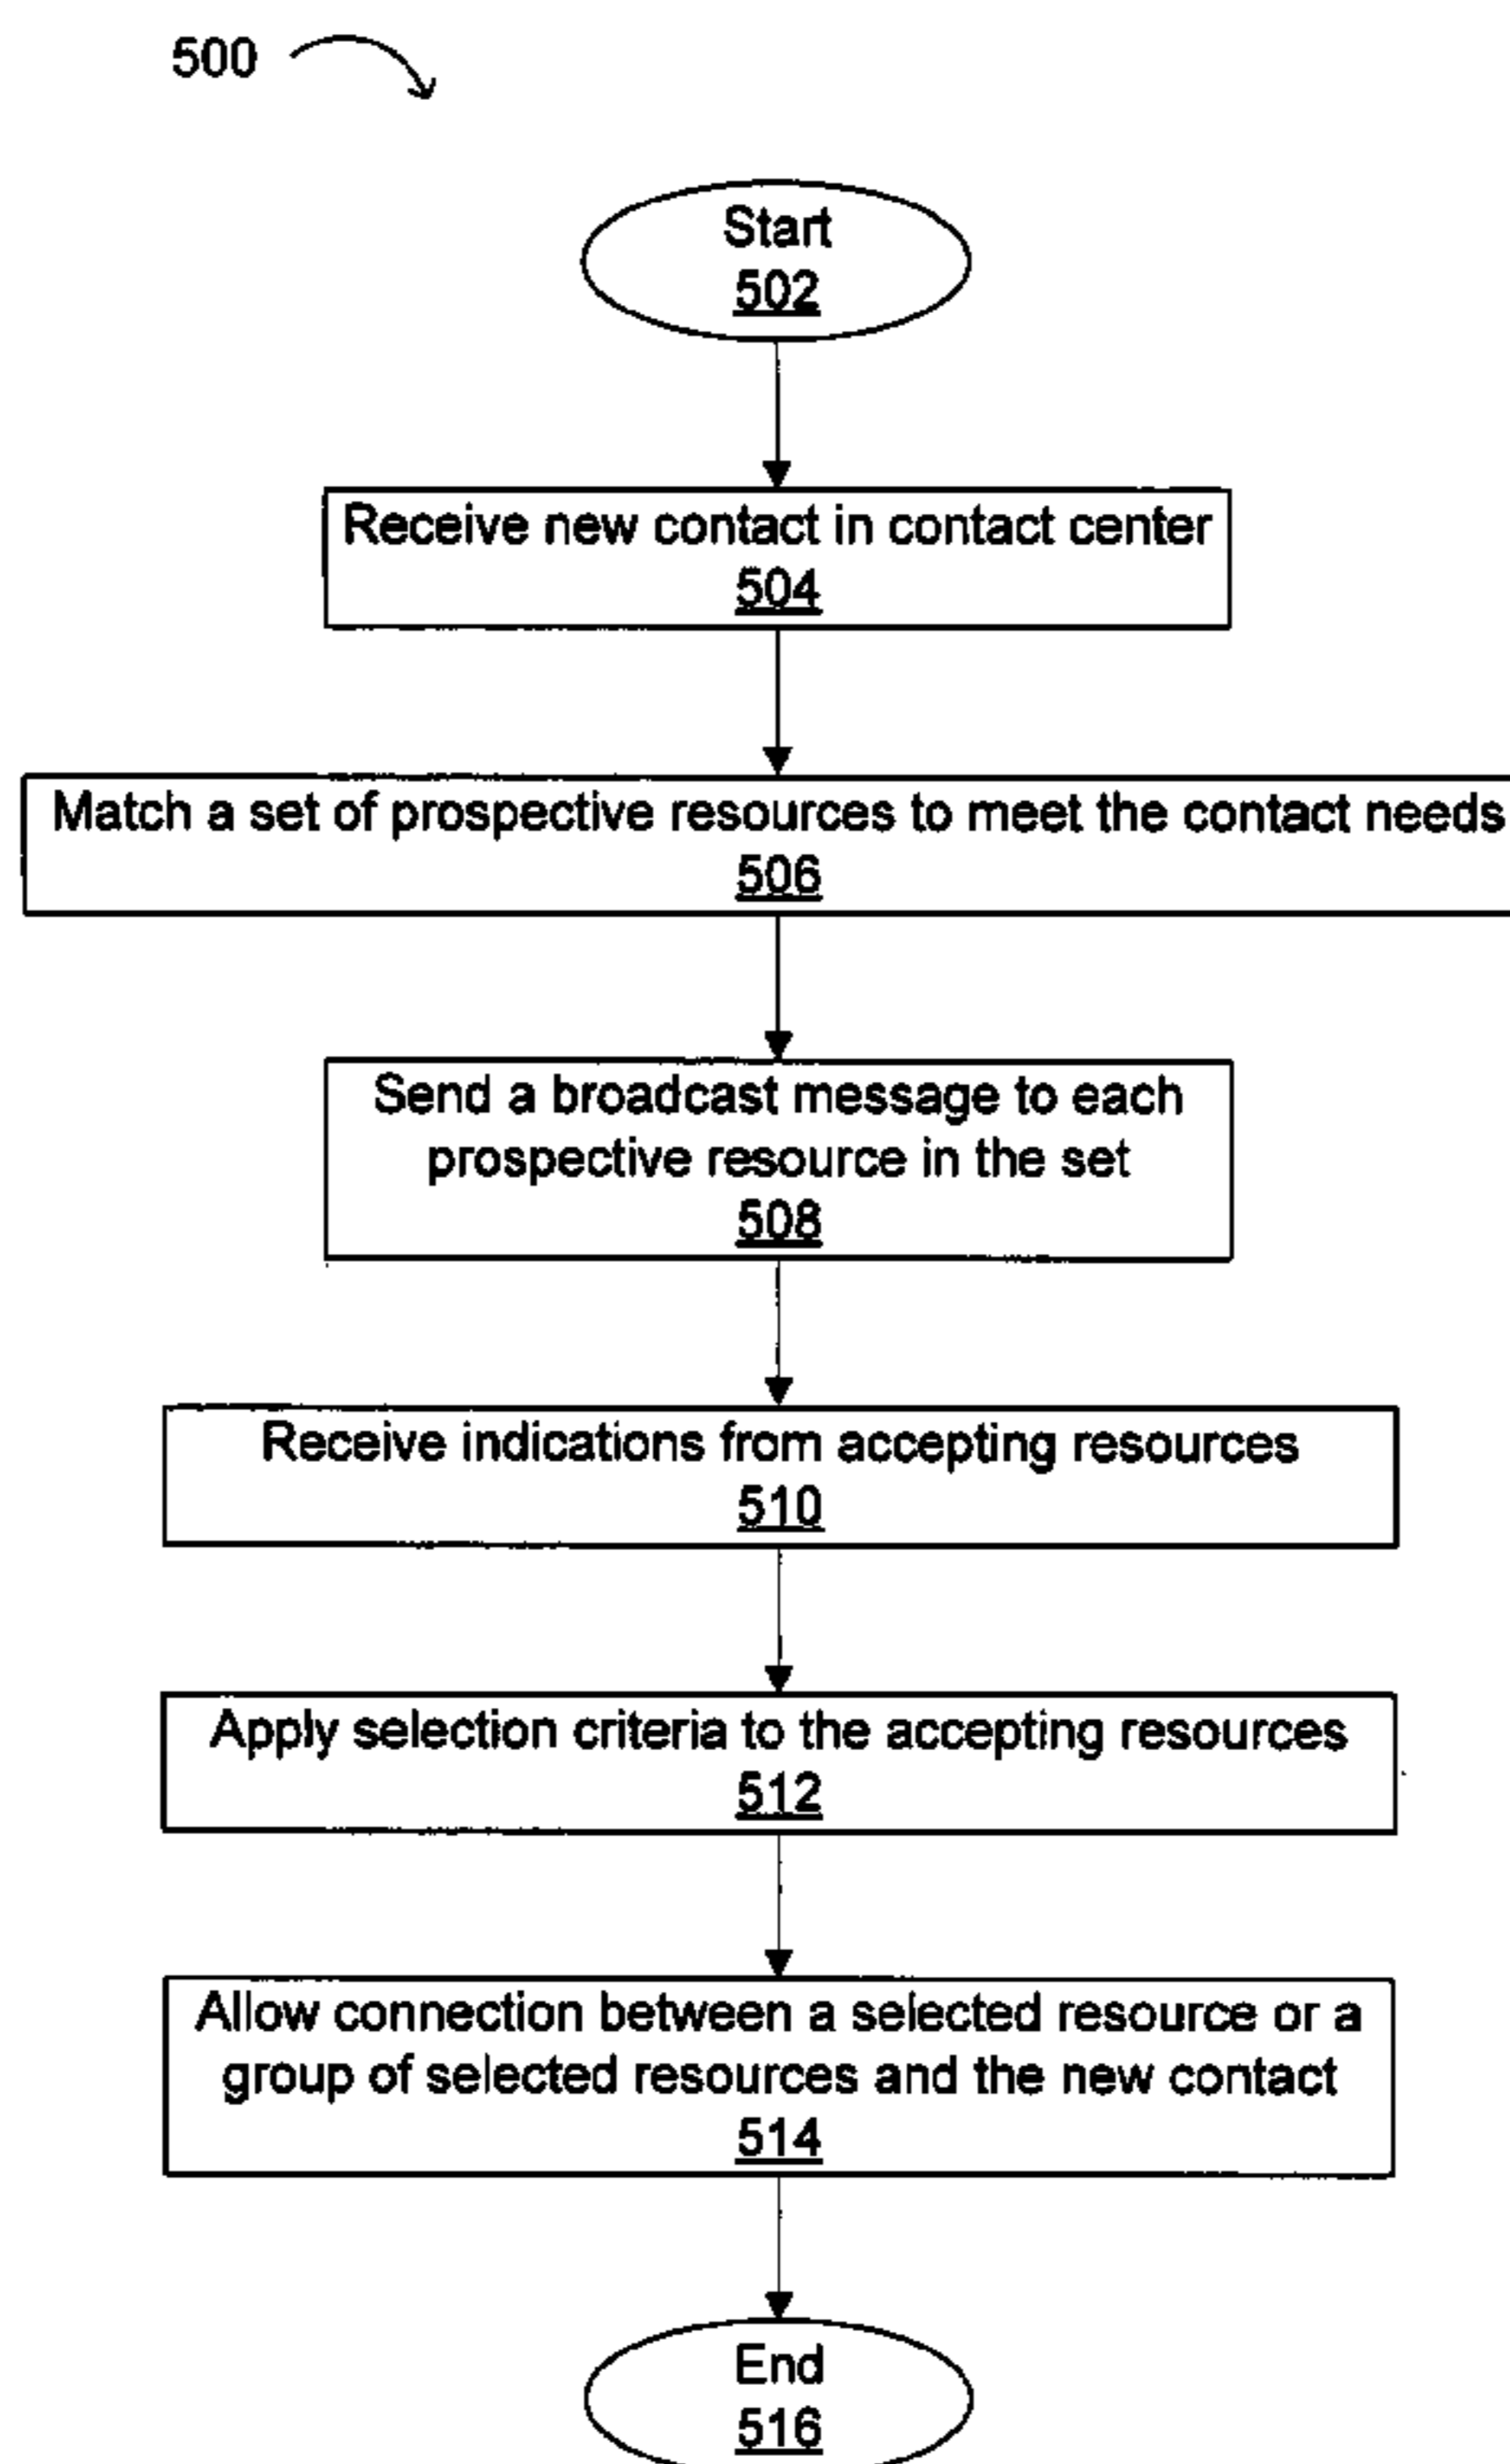 500
Start
502
Receive new contact in contact center
504
Match a set of prospective resources to meet the contact needs
506
Send a broadcast message to each
prospective resource in the set
508
Receive indications from accepting resources
510
Apply selection criteria to the accepting resources
512
Allow connection between a selected resource or a
group of selected resources and the new contact
514
End
516